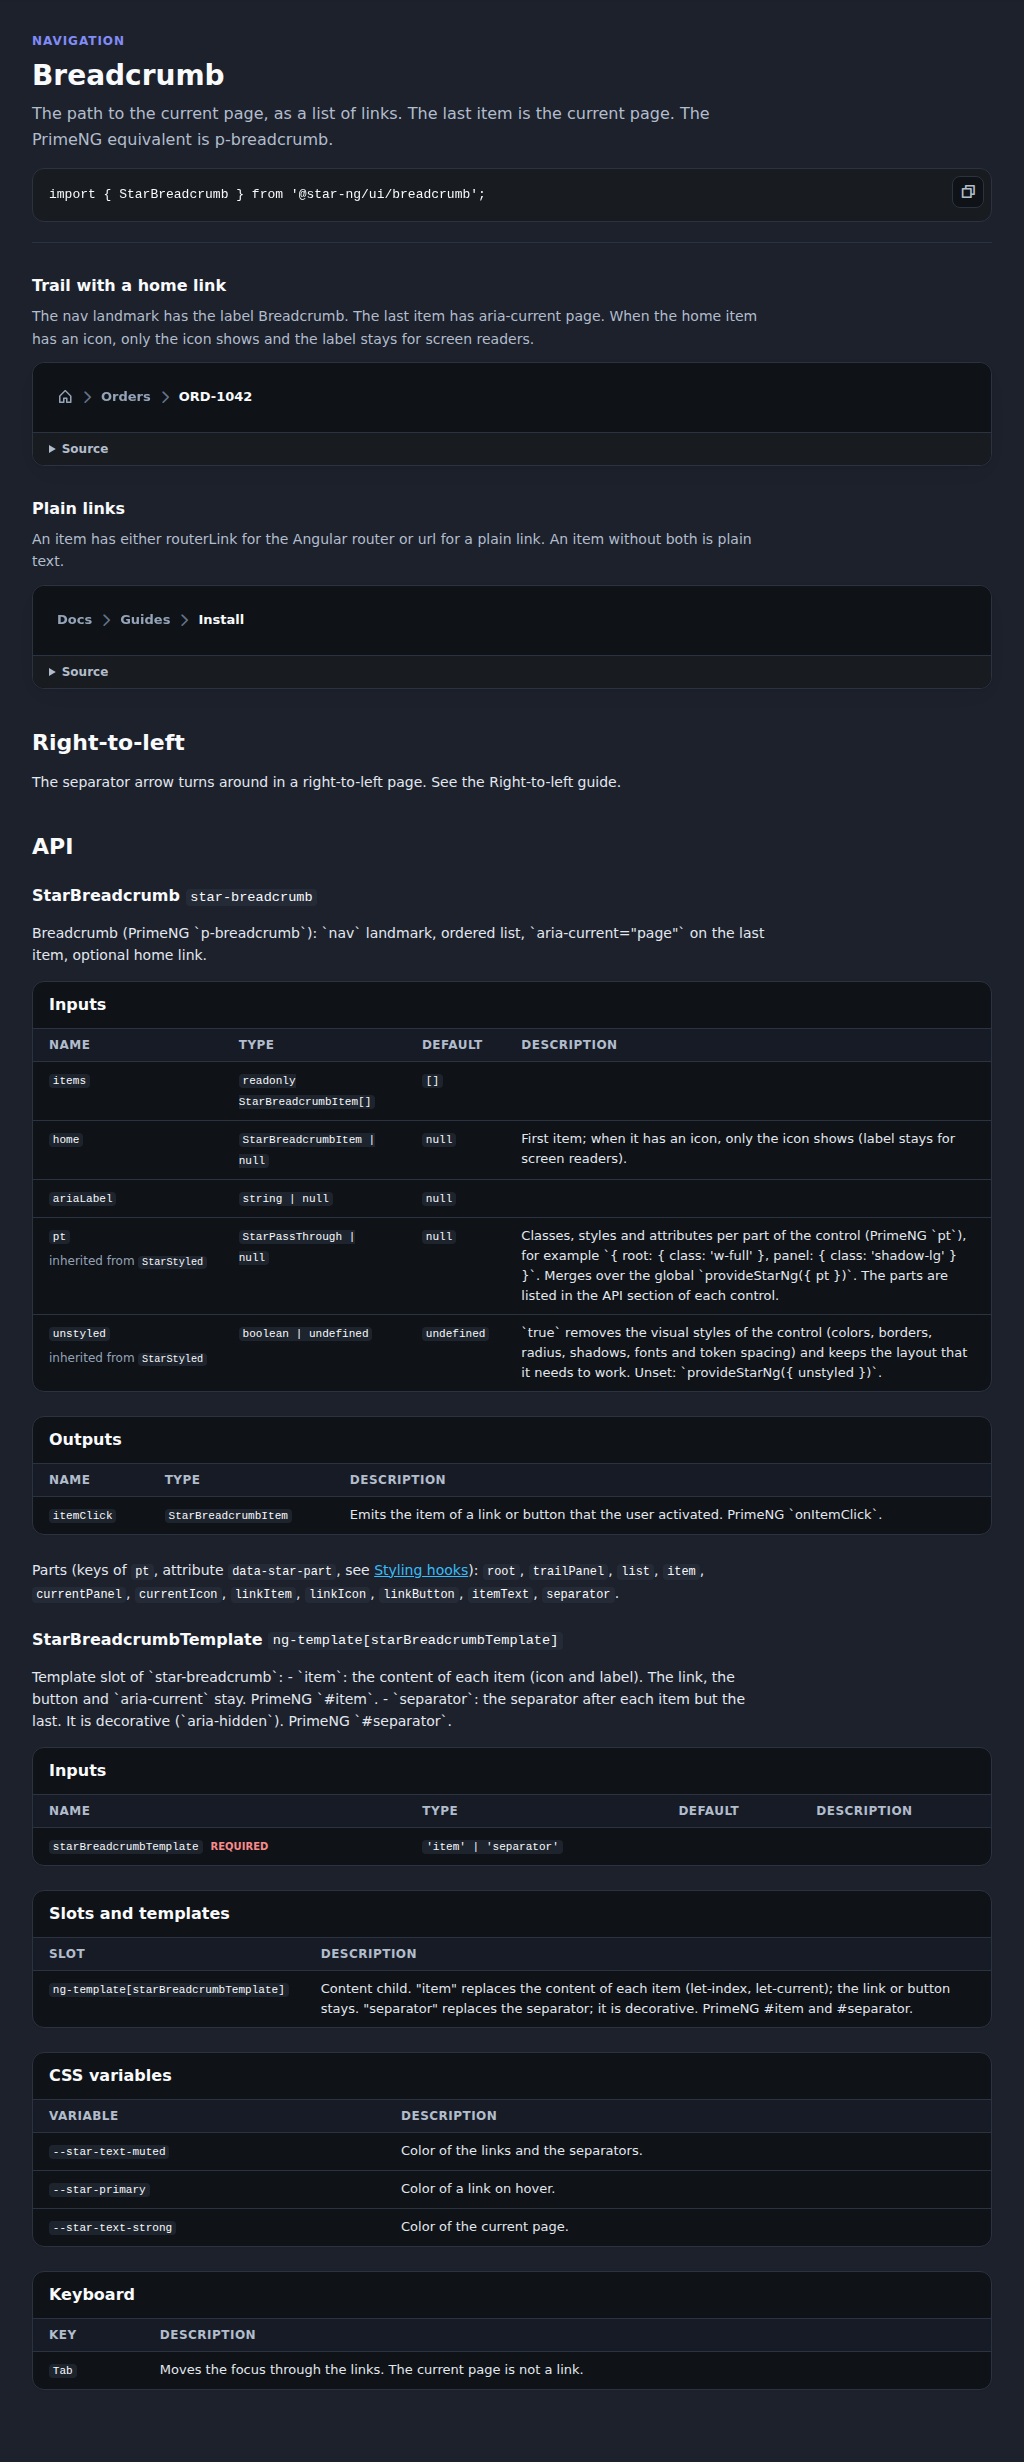 NAVIGATION
Breadcrumb
The path to the current page, as a list of links. The last item is the current page. The
PrimeNG equivalent is p-breadcrumb.
import { StarBreadcrumb } from '@star-ng/ui/breadcrumb';
Trail with a home link
The nav landmark has the label Breadcrumb. The last item has aria-current page. When the home item
has an icon, only the icon shows and the label stays for screen readers.
Orders ORD-1042
Source
Plain links
An item has either routerLink for the Angular router or url for a plain link. An item without both is plain
text.
Docs Guides Install
Source
Right-to-left
The separator arrow turns around in a right-to-left page. See the Right-to-left guide.
API
StarBreadcrumb star-breadcrumb
Breadcrumb (PrimeNG `p-breadcrumb`): `nav` landmark, ordered list, `aria-current="page"` on the last
item, optional home link.
Inputs
NAME TYPE DEFAULT DESCRIPTION
items readonly []
StarBreadcrumbItem[]
home StarBreadcrumbItem | null First item; when it has an icon, only the icon shows (label stays for
null screen readers).
ariaLabel string | null null
pt StarPassThrough | null Classes, styles and attributes per part of the control (PrimeNG `pt`),
inherited from StarStyled null for example `{ root: { class: 'w-full' }, panel: { class: 'shadow-lg' }
}`. Merges over the global `provideStarNg({ pt })`. The parts are
listed in the API section of each control.
unstyled boolean | undefined undefined `true` removes the visual styles of the control (colors, borders,
inherited from StarStyled radius, shadows, fonts and token spacing) and keeps the layout that
it needs to work. Unset: `provideStarNg({ unstyled })`.
Outputs
NAME TYPE DESCRIPTION
itemClick StarBreadcrumbItem Emits the item of a link or button that the user activated. PrimeNG `onItemClick`.
Parts (keys of pt, attribute data-star-part, see Styling hooks): root, trailPanel, list, item,
currentPanel, currentIcon, linkItem, linkIcon, linkButton, itemText, separator.
StarBreadcrumbTemplate ng-template[starBreadcrumbTemplate]
Template slot of `star-breadcrumb`: - `item`: the content of each item (icon and label). The link, the
button and `aria-current` stay. PrimeNG `#item`. - `separator`: the separator after each item but the
last. It is decorative (`aria-hidden`). PrimeNG `#separator`.
Inputs
NAME TYPE DEFAULT DESCRIPTION
starBreadcrumbTemplate REQUIRED 'item' | 'separator'
Slots and templates
SLOT DESCRIPTION
ng-template[starBreadcrumbTemplate] Content child. "item" replaces the content of each item (let-index, let-current); the link or button
stays. "separator" replaces the separator; it is decorative. PrimeNG #item and #separator.
CSS variables
VARIABLE DESCRIPTION
--star-text-muted Color of the links and the separators.
--star-primary Color of a link on hover.
--star-text-strong Color of the current page.
Keyboard
KEY DESCRIPTION
Tab Moves the focus through the links. The current page is not a link.